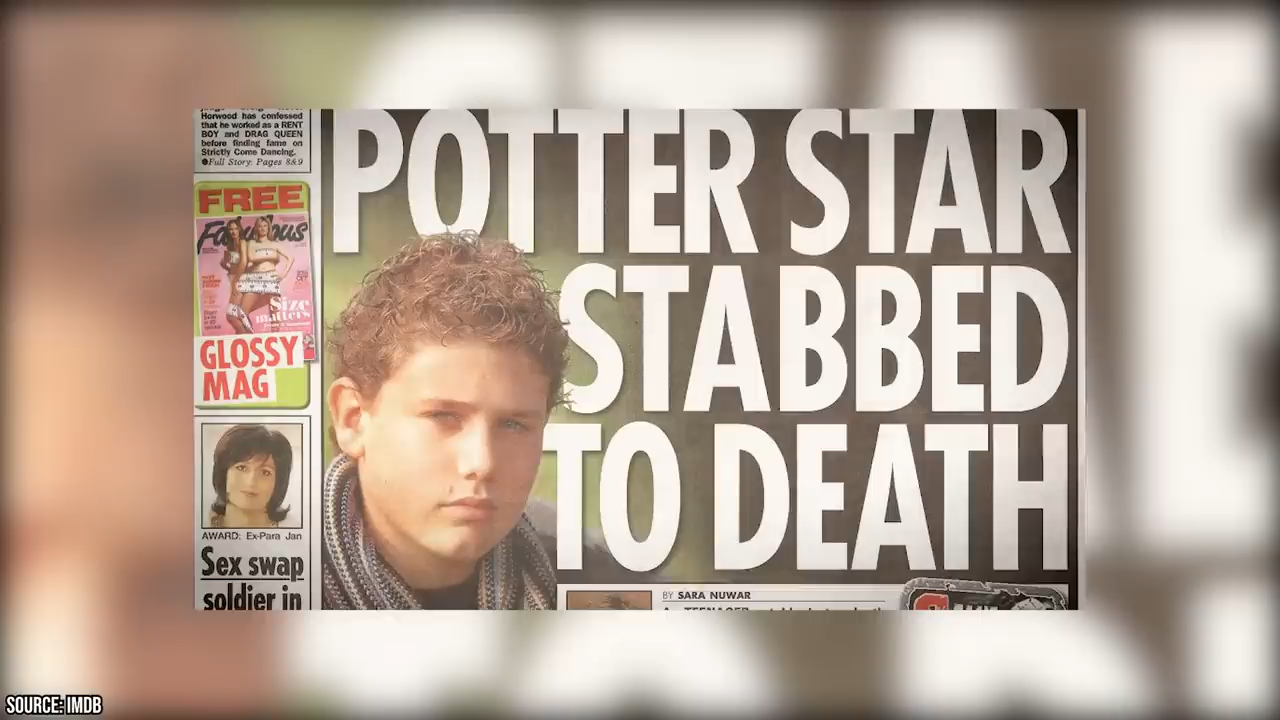 Horwood has confessed
that he worked as a RENT
BOY and DRAG QUEEN
before finding fame on
Strictly Come Dancing.
●Full Story: Pages 8&9
FREE
Fabulous
Size
matters
GLOSSY
MAG
AWARD: Ex-Para Jan
Sex swap
soldier in
POTTER STAR
STABBED
TO DEATH
BY SARA NUWAR
SOURCE: IMDB